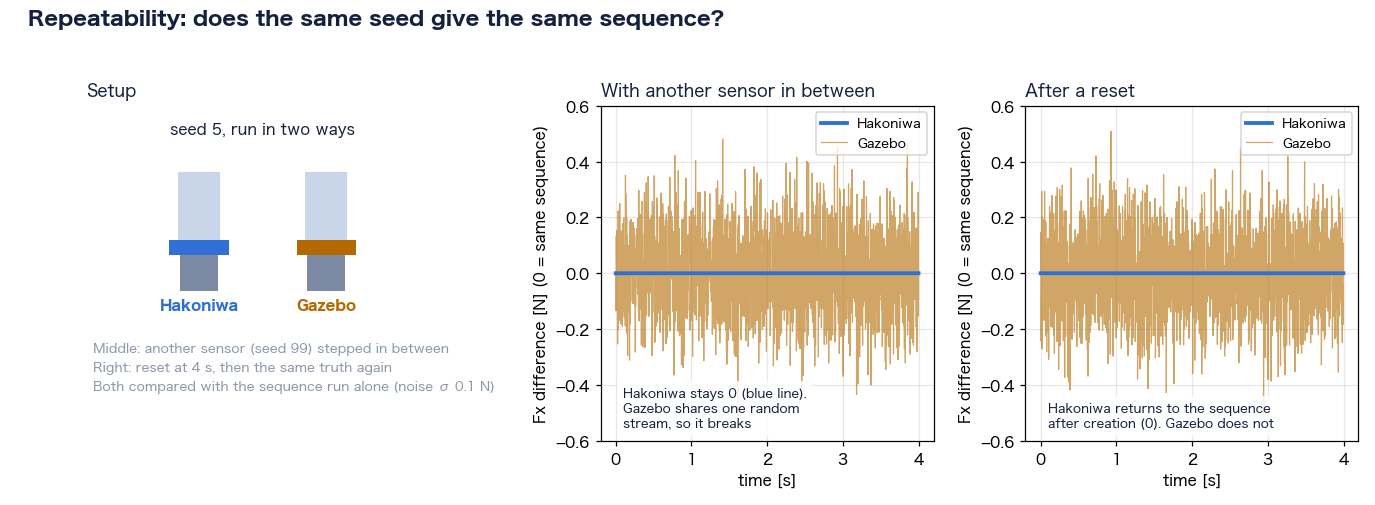 Repeatability: does the same seed give the same sequence?
Setup
seed 5, run in two ways
Hakoniwa
Gazebo
Middle: another sensor (seed 99) stepped in between
Right: reset at 4 s, then the same truth again
Both compared with the sequence run alone (noise σ 0.1 N)
With another sensor in between
Fx difference [N] (0 = same sequence)
0.6
0.4
0.2
0.0
−0.2
−0.4
−0.6
Hakoniwa
Gazebo
Hakoniwa stays 0 (blue line).
Gazebo shares one random
stream, so it breaks
0 1 2 3 4
time [s]
After a reset
Fx difference [N] (0 = same sequence)
0.6
0.4
0.2
0.0
−0.2
−0.4
−0.6
Hakoniwa
Gazebo
Hakoniwa returns to the sequence
after creation (0). Gazebo does not
0 1 2 3 4
time [s]